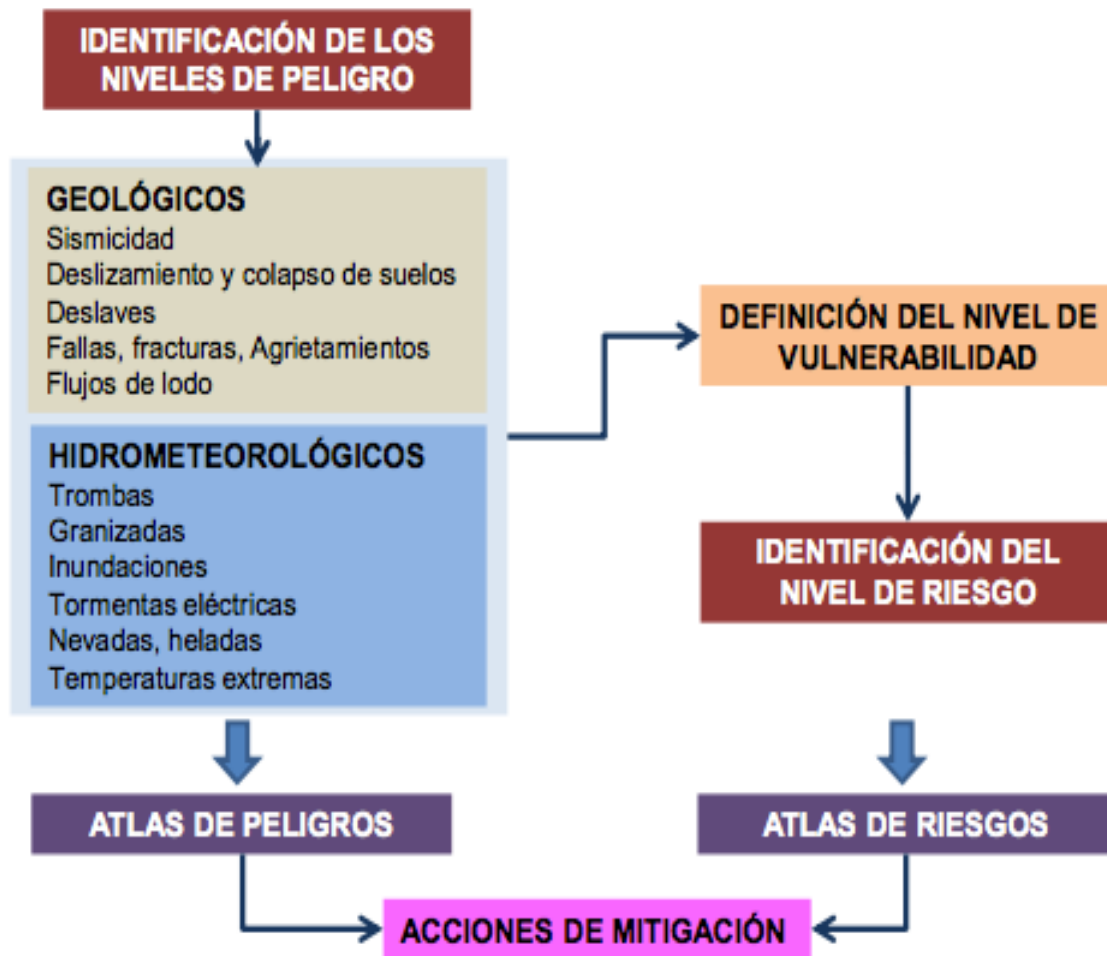 IDENTIFICACIÓN DE LOS
NIVELES DE PELIGRO
GEOLÓGICOS
Sismicidad
Deslizamiento y colapso de suelos
Deslaves
Fallas, fracturas, Agrietamientos
Flujos de lodo
HIDROMETEOROLÓGICOS
Trombas
Granizadas
Inundaciones
Tormentas eléctricas
Nevadas, heladas
Temperaturas extremas
DEFINICIÓN DEL NIVEL DE
VULNERABILIDAD
IDENTIFICACIÓN DEL
NIVEL DE RIESGO
ATLAS DE PELIGROS
ATLAS DE RIESGOS
ACCIONES DE MITIGACIÓN